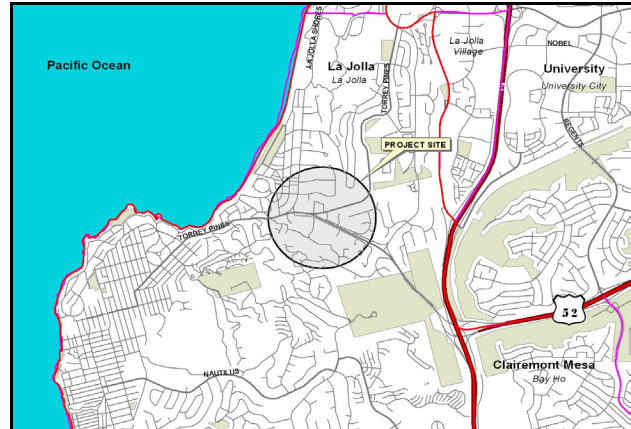 LA JOLLA SHORES
La Jolla
Village
NOBEL
Pacific Ocean
La Jolla
La Jolla
TORREY PINES
University
University City
REGENTS
PROJECT SITE
TORREY PINES
52
NAUTILUS
Clairemont Mesa
Bay Ho